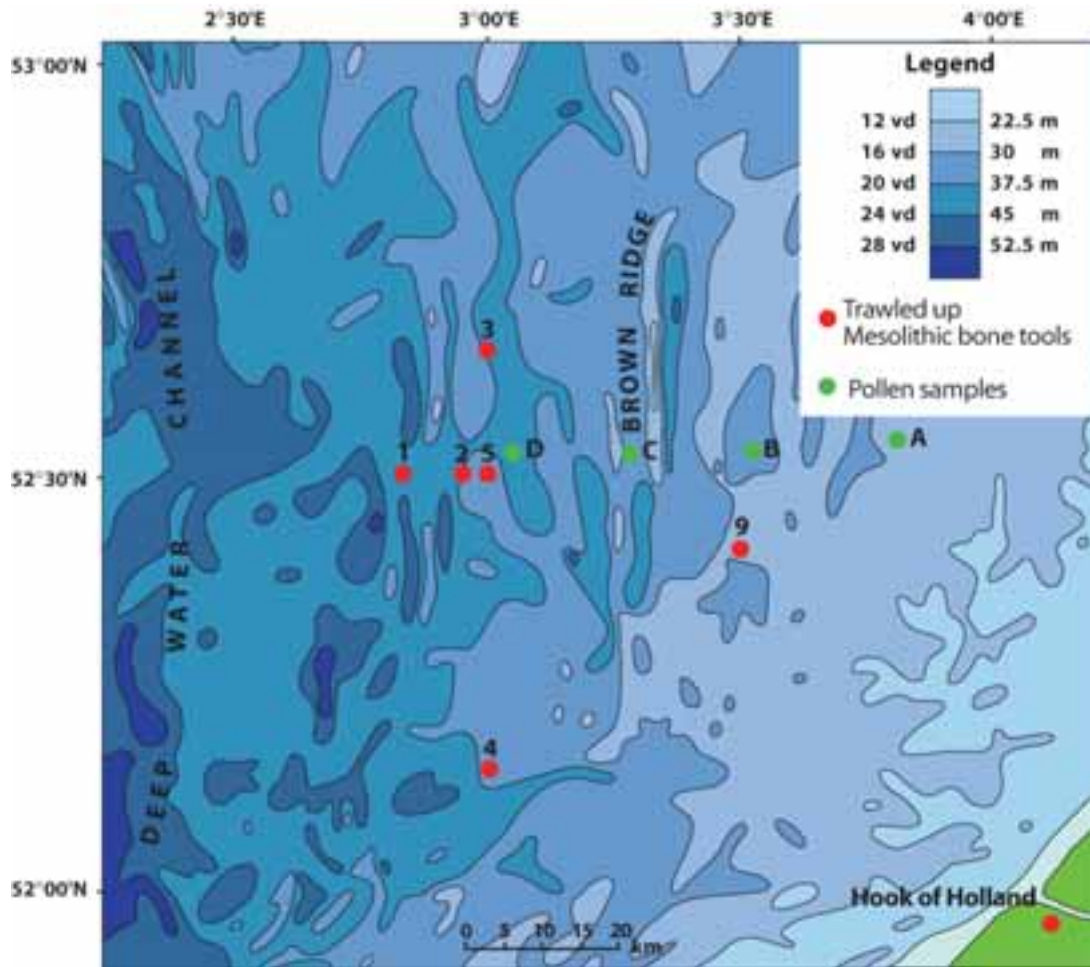 2°30'E 3°00'E 3°30'E 4°00'E
53°00'N
Legend
12 vd 22.5 m
16 vd 30 m
20 vd 37.5 m
24 vd 45 m
28 vd 52.5 m
Trawled up
Mesolithic bone tools
Pollen samples
CHANNEL
BROWN RIDGE
3
1 2 5 D C B A
52°30'N
9
WATER
4
DEEP
52°00'N
Hook of Holland
0 5 10 15 20
km